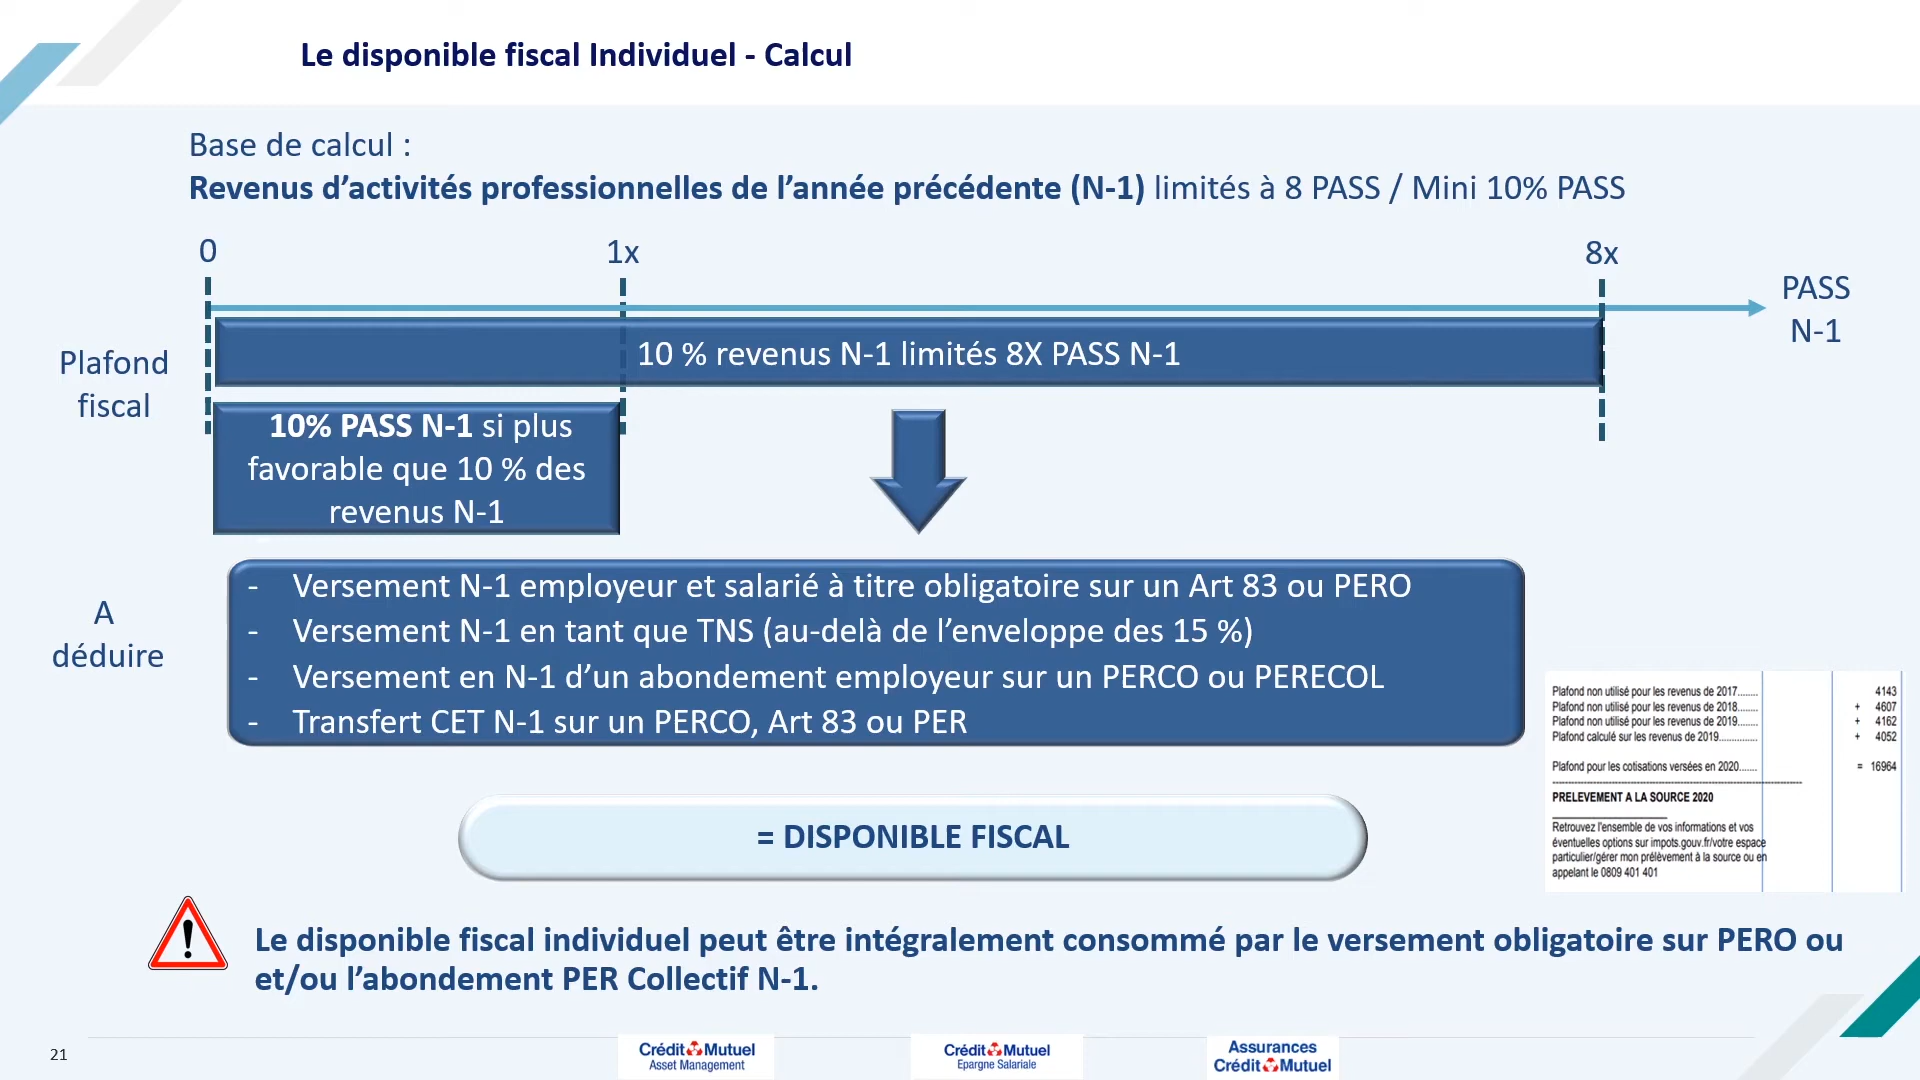 Le disponible fiscal Individuel - Calcul
Base de calcul :
Revenus d’activités professionnelles de l’année précédente (N-1) limités à 8 PASS / Mini 10% PASS
0
1x
8x
PASS
N-1
Plafond
fiscal
10 % revenus N-1 limités 8X PASS N-1
10% PASS N-1 si plus
favorable que 10 % des
revenus N-1
A
déduire
- Versement N-1 employeur et salarié à titre obligatoire sur un Art 83 ou PERO
- Versement N-1 en tant que TNS (au-delà de l’enveloppe des 15 %)
- Versement en N-1 d’un abondement employeur sur un PERCO ou PERECOL
- Transfert CET N-1 sur un PERCO, Art 83 ou PER
Plafond non utilisé pour les revenus de 2017........ 4143
Plafond non utilisé pour les revenus de 2018........ + 4607
Plafond non utilisé pour les revenus de 2019........ + 4162
Plafond calculé sur les revenus de 2019............... + 4052
Plafond pour les cotisations versées en 2020....... = 16964
PRELEVEMENT A LA SOURCE 2020
Retrouvez l'ensemble de vos informations et vos
éventuelles options sur impots.gouv.fr/votre espace
particulier/gérer mon prélèvement à la source ou en
appelant le 0809 401 401
= DISPONIBLE FISCAL
!
Le disponible fiscal individuel peut être intégralement consommé par le versement obligatoire sur PERO ou
et/ou l’abondement PER Collectif N-1.
21
Crédit Mutuel
Asset Management
Crédit Mutuel
Epargne Salariale
Assurances
Crédit Mutuel